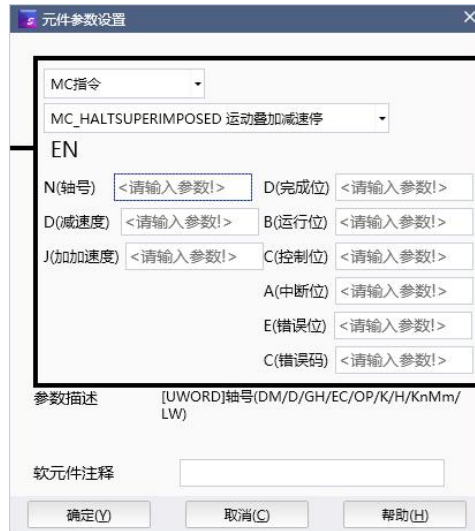 元件参数设置
MC指令
MC_HALTSUPERIMPOSED 运动叠加减速停
EN
N(轴号) <请输入参数!> D(完成位) <请输入参数!>
D(减速度) <请输入参数!> B(运行位) <请输入参数!>
J(加加速度) <请输入参数!> C(控制位) <请输入参数!>
A(中断位) <请输入参数!>
E(错误位) <请输入参数!>
C(错误码) <请输入参数!>
参数描述 [UWORD]轴号(DM/D/GH/EC/OP/K/H/KnMm/
LW)
软元件注释
确定(Y) 取消(C) 帮助(H)